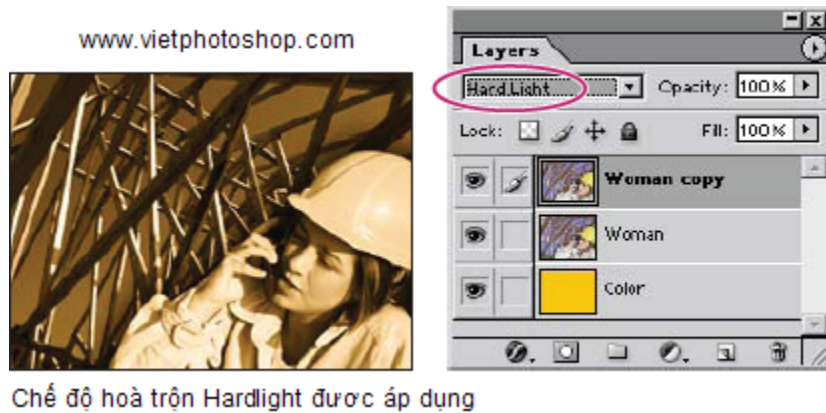 www.vietphotoshop.com
Layers
Hard Light Opacity: 100%
Lock: Fill: 100%
Woman copy
Woman
Color
Chế độ hoà trộn Hardlight đươc áp dụng